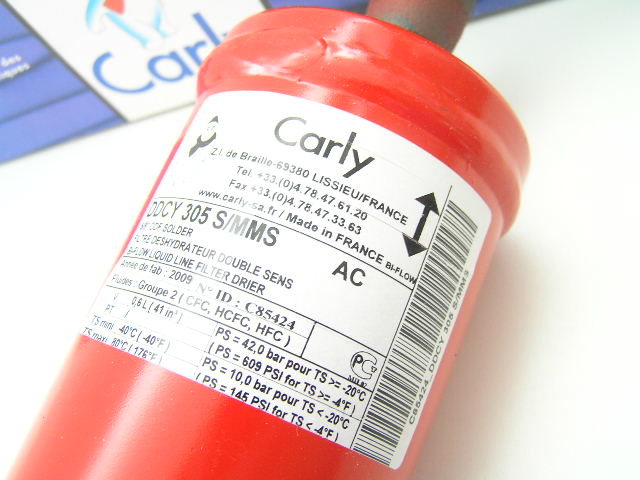 des
Carly
Carly
Z.I. de Braille-69380 LISSIEU/FRANCE
Tel. +33.(0)4.78.47.61.20
Fax +33.(0)4.78.47.33.63
www.carly-sa.fr / Made in FRANCE
BI-FLOW
DDCY 305 S/MMS
AC
ODF SOLDER
FILTRE DESHYDRATEUR DOUBLE SENS
BI-FLOW LIQUID LINE FILTER DRIER
Année de fab : 2009 N° ID : C85424
Fluides : Groupe 2 ( CFC, HCFC, HFC )
V 0,6 L ( 41 in³ )
PT
TS mini -40°C (-40°F)
TS maxi 80°C (176°F)
PS = 42,0 bar pour TS >= -20°C
( PS = 609 PSI for TS >= -4°F )
PS = 10,0 bar pour TS < -20°C
( PS = 145 PSI for TS < -4°F )
C85424 DDCY 305 S/MMS